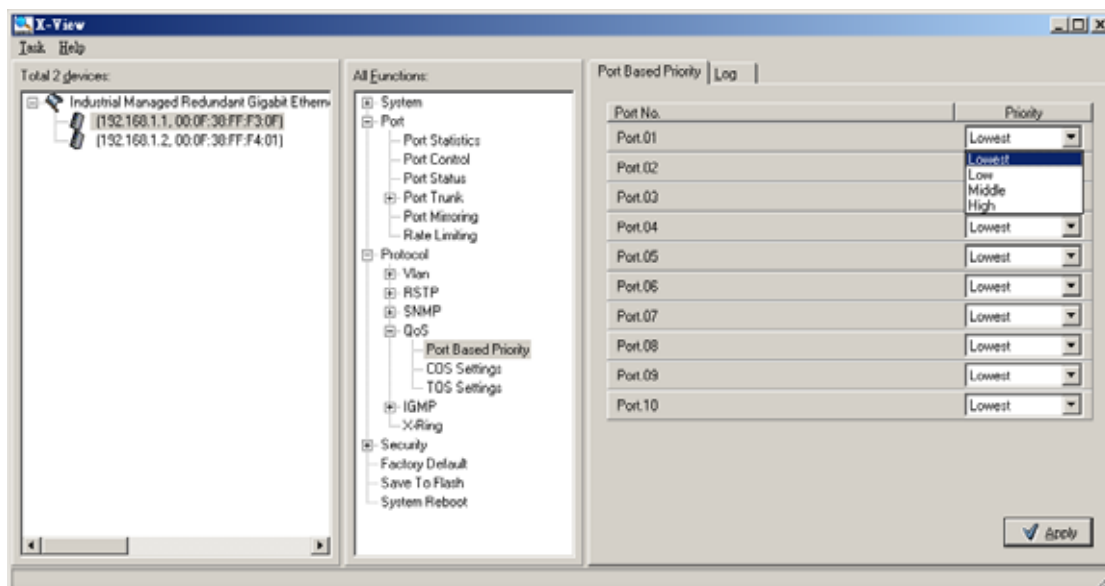 X-View
Task Help
Total 2 devices:
Industrial Managed Redundant Gigabit Ethern
(192.168.1.1, 00:0F:38:FF:F3:0F)
(192.168.1.2, 00:0F:38:FF:F4:01)
All Functions:
System
Port
Port Statistics
Port Control
Port Status
Port Trunk
Port Mirroring
Rate Limiting
Protocol
Vlan
RSTP
SNMP
QoS
Port Based Priority
COS Settings
TOS Settings
IGMP
X-Ring
Security
Factory Default
Save To Flash
System Reboot
Port Based Priority Log
Port No. Priority
Port.01 Lowest
Lowest
Port.02
Low
Middle
Port.03
High
Port.04 Lowest
Port.05 Lowest
Port.06 Lowest
Port.07 Lowest
Port.08 Lowest
Port.09 Lowest
Port.10 Lowest
Apply